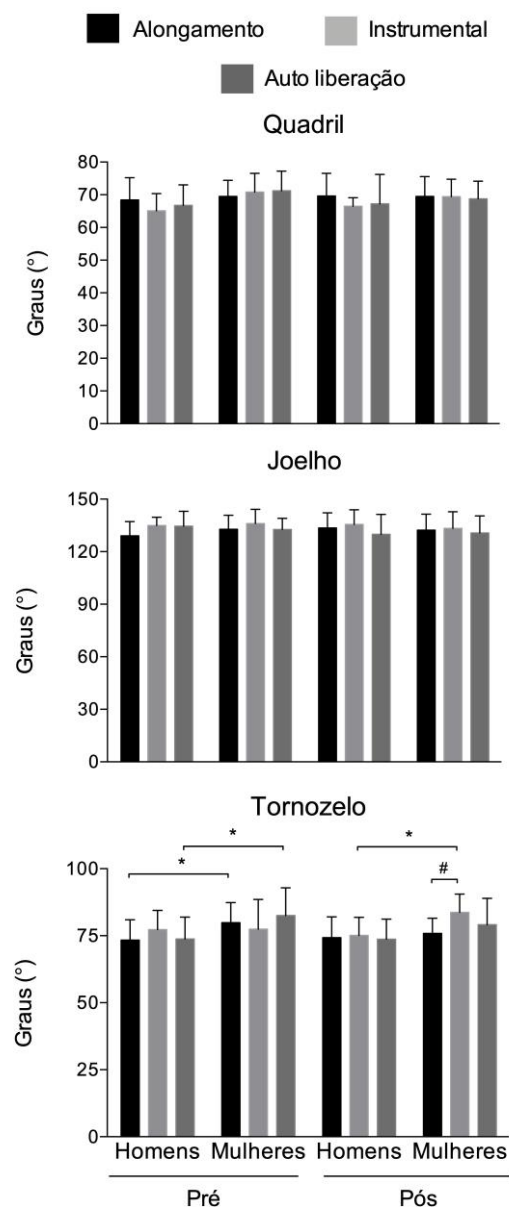 Alongamento Instrumental
Auto liberação
Quadril
80
70
60
50
40
30
20
10
0
Graus (°)
Joelho
150
120
90
60
30
0
Graus (°)
Tornozelo
* * *
#
100
75
50
25
0
Graus (°)
Homens Mulheres Homens Mulheres
Pré Pós